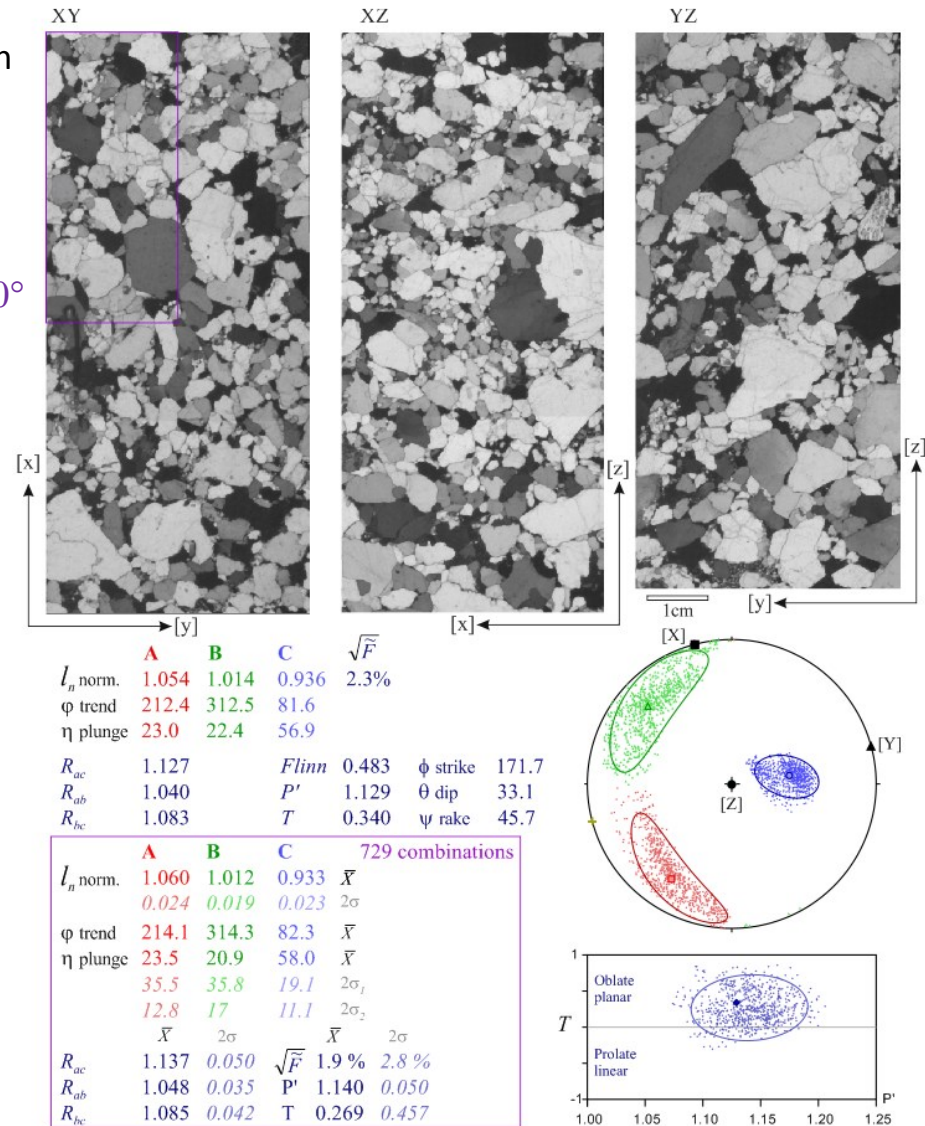 XY XZ YZ
m
0°
[x]
[y]
[z]
[x]
[z]
[y]
1cm
A B C √F̃
lₙ norm. 1.054 1.014 0.936 2.3%
φ trend 212.4 312.5 81.6
η plunge 23.0 22.4 56.9
R_ac 1.127 Flinn 0.483 ϕ strike 171.7
R_ab 1.040 P' 1.129 θ dip 33.1
R_bc 1.083 T 0.340 ψ rake 45.7
A B C 729 combinations
lₙ norm. 1.060 1.012 0.933 X̅
0.024 0.019 0.023 2σ
φ trend 214.1 314.3 82.3 X̅
η plunge 23.5 20.9 58.0 X̅
35.5 35.8 19.1 2σ₁
12.8 17 11.1 2σ₂
X̅ 2σ X̅ 2σ
R_ac 1.137 0.050 √F̃ 1.9 % 2.8 %
R_ab 1.048 0.035 P' 1.140 0.050
R_bc 1.085 0.042 T 0.269 0.457
[X]
[Y]
[Z]
1
Oblate
planar
T
Prolate
linear
-1
P'
1.00 1.05 1.10 1.15 1.20 1.25